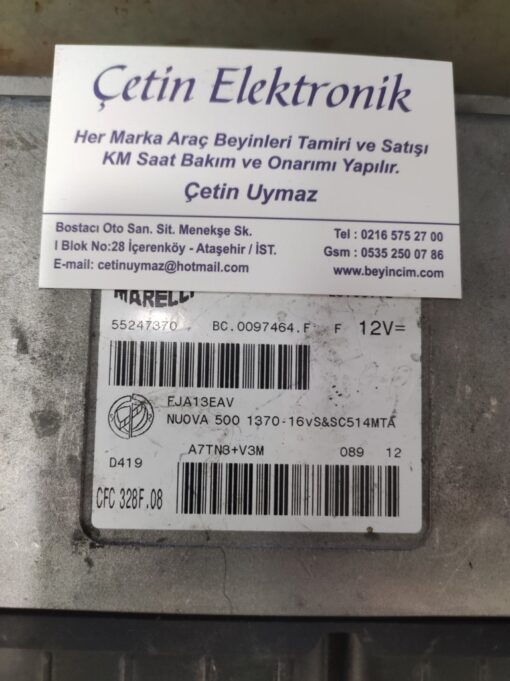 Çetin Elektronik
Her Marka Araç Beyinleri Tamiri ve Satışı
KM Saat Bakım ve Onarımı Yapılır.
Çetin Uymaz
Bostacı Oto San. Sit. Menekşe Sk.
I Blok No:28 İçerenköy - Ataşehir / İST.
E-mail: cetinuymaz@hotmail.com
Tel : 0216 575 27 00
Gsm : 0535 250 07 86
www.beyincim.com
MARELLI
55247370 BC.0097464.F F 12V=
FJA13EAV
NUOVA 500 1370-16vS&SC514MTA
A7TN3+V3M 089 12
D419
CFC 328F.08